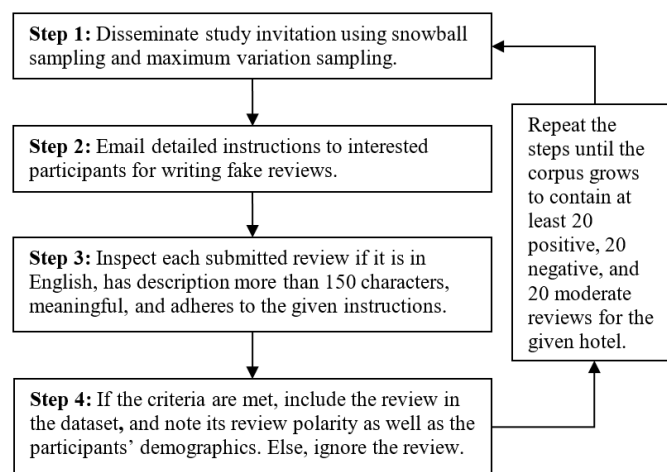 Step 1: Disseminate study invitation using snowball
sampling and maximum variation sampling.
Step 2: Email detailed instructions to interested
participants for writing fake reviews.
Step 3: Inspect each submitted review if it is in
English, has description more than 150 characters,
meaningful, and adheres to the given instructions.
Step 4: If the criteria are met, include the review in
the dataset, and note its review polarity as well as the
participants’ demographics. Else, ignore the review.
Repeat the
steps until the
corpus grows
to contain at
least 20
positive, 20
negative, and
20 moderate
reviews for the
given hotel.